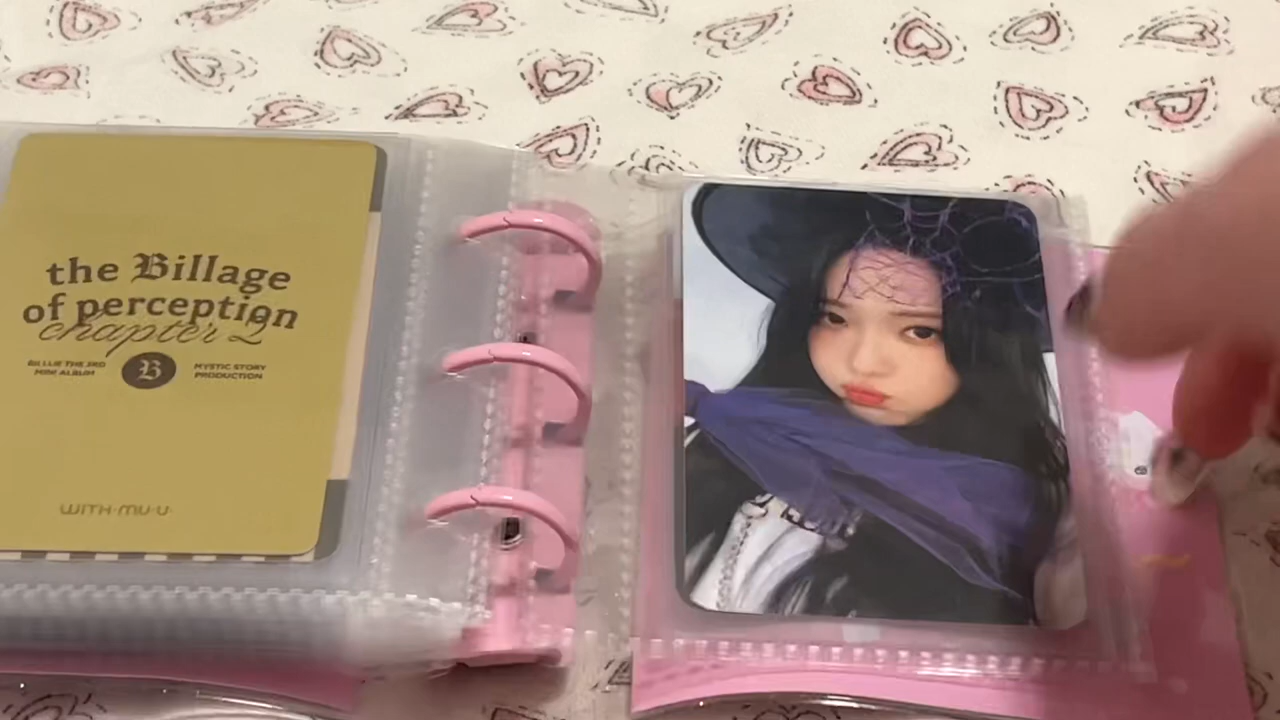 the Billage
of perception
chapter 2
BILLLIE THE 3RD
MINI ALBUM
B
MYSTIC STORY
PRODUCTION
WITH·MU·U·